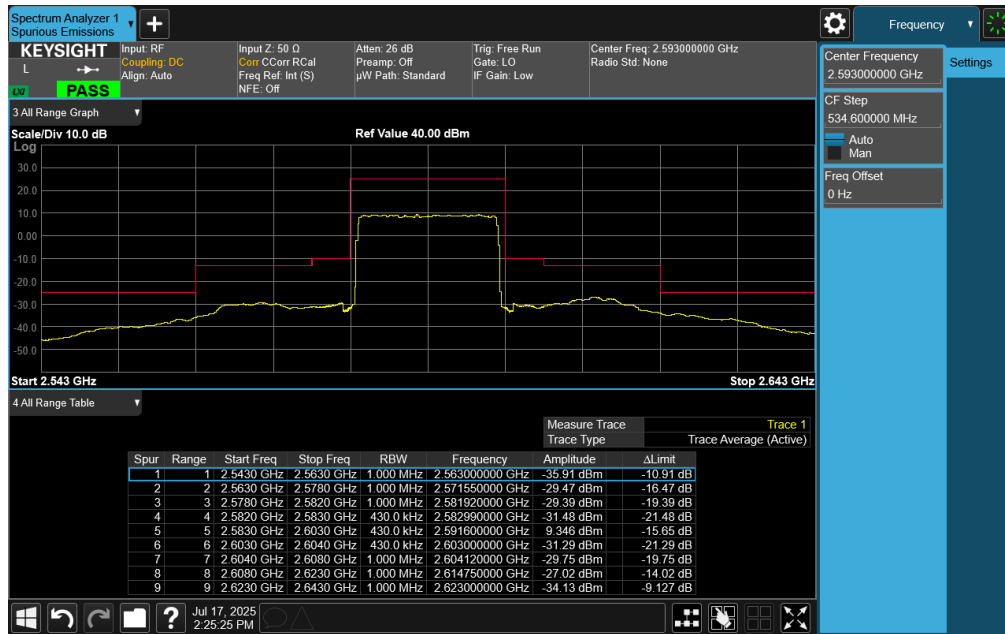 Spectrum Analyzer 1
Spurious Emissions
+
Frequency
KEYSIGHT
L
LXI
PASS
Input: RF
Coupling: DC
Align: Auto
Input Z: 50 Ω
Corr CCorr RCal
Freq Ref: Int (S)
NFE: Off
Atten: 26 dB
Preamp: Off
µW Path: Standard
Trig: Free Run
Gate: LO
IF Gain: Low
Center Freq: 2.593000000 GHz
Radio Std: None
Center Frequency
2.593000000 GHz
Settings
CF Step
534.600000 MHz
Auto
Man
Freq Offset
0 Hz
3 All Range Graph
Scale/Div 10.0 dB
Ref Value 40.00 dBm
Log
30.0
20.0
10.0
0.00
-10.0
-20.0
-30.0
-40.0
-50.0
Start 2.543 GHz
Stop 2.643 GHz
4 All Range Table
Measure Trace Trace 1
Trace Type Trace Average (Active)
Spur Range Start Freq Stop Freq RBW Frequency Amplitude ΔLimit
1 1 2.5430 GHz 2.5630 GHz 1.000 MHz 2.563000000 GHz -35.91 dBm -10.91 dB
2 2 2.5630 GHz 2.5780 GHz 1.000 MHz 2.571550000 GHz -29.47 dBm -16.47 dB
3 3 2.5780 GHz 2.5820 GHz 1.000 MHz 2.581920000 GHz -29.39 dBm -19.39 dB
4 4 2.5820 GHz 2.5830 GHz 430.0 kHz 2.582990000 GHz -31.48 dBm -21.48 dB
5 5 2.5830 GHz 2.6030 GHz 430.0 kHz 2.591600000 GHz 9.346 dBm -15.65 dB
6 6 2.6030 GHz 2.6040 GHz 430.0 kHz 2.603000000 GHz -31.29 dBm -21.29 dB
7 7 2.6040 GHz 2.6080 GHz 1.000 MHz 2.604120000 GHz -29.75 dBm -19.75 dB
8 8 2.6080 GHz 2.6230 GHz 1.000 MHz 2.614750000 GHz -27.02 dBm -14.02 dB
9 9 2.6230 GHz 2.6430 GHz 1.000 MHz 2.623000000 GHz -34.13 dBm -9.127 dB
?
Jul 17, 2025
2:25:25 PM